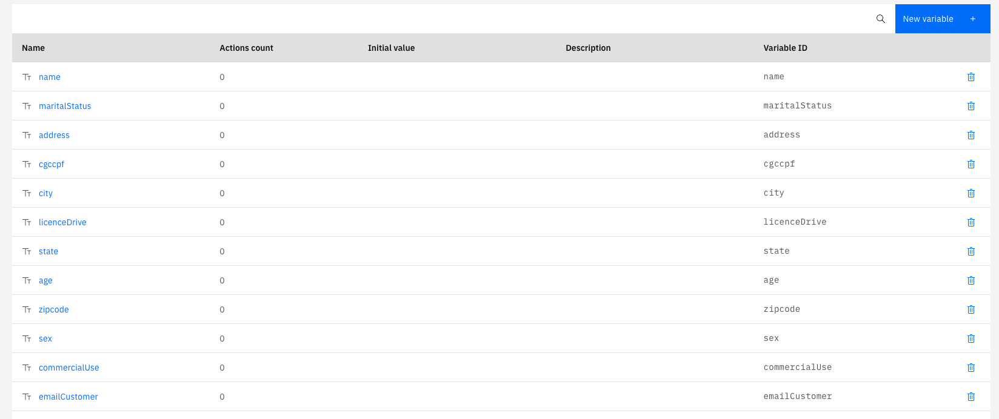 New variable +
Name Actions count Initial value Description Variable ID
name 0 name
maritalStatus 0 maritalStatus
address 0 address
cgccpf 0 cgccpf
city 0 city
licenceDrive 0 licenceDrive
state 0 state
age 0 age
zipcode 0 zipcode
sex 0 sex
commercialUse 0 commercialUse
emailCustomer 0 emailCustomer